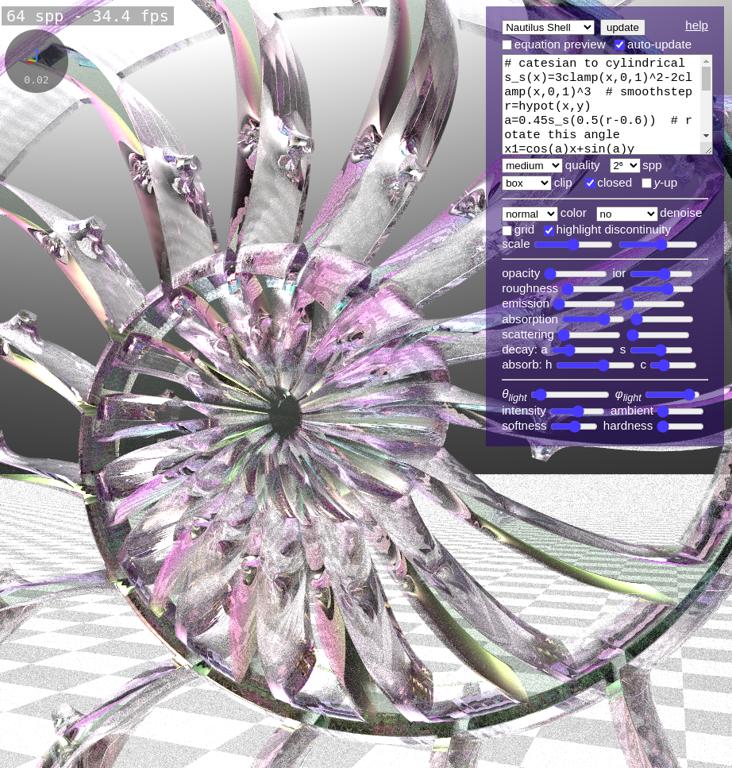 64 spp - 34.4 fps
0.02
Nautilus Shell update help
equation preview auto-update
# catesian to cylindrical
s_s(x)=3clamp(x,0,1)^2-2cl
amp(x,0,1)^3  # smoothstep
r=hypot(x,y)
a=0.45s_s(0.5(r-0.6))  # r
otate this angle
x1=cos(a)x+sin(a)y
medium quality 2⁶ spp
box clip closed y-up
normal color no denoise
grid highlight discontinuity
scale
opacity ior
roughness
emission
absorption
scattering
decay: a s
absorb: h c
θlight φlight
intensity ambient
softness hardness